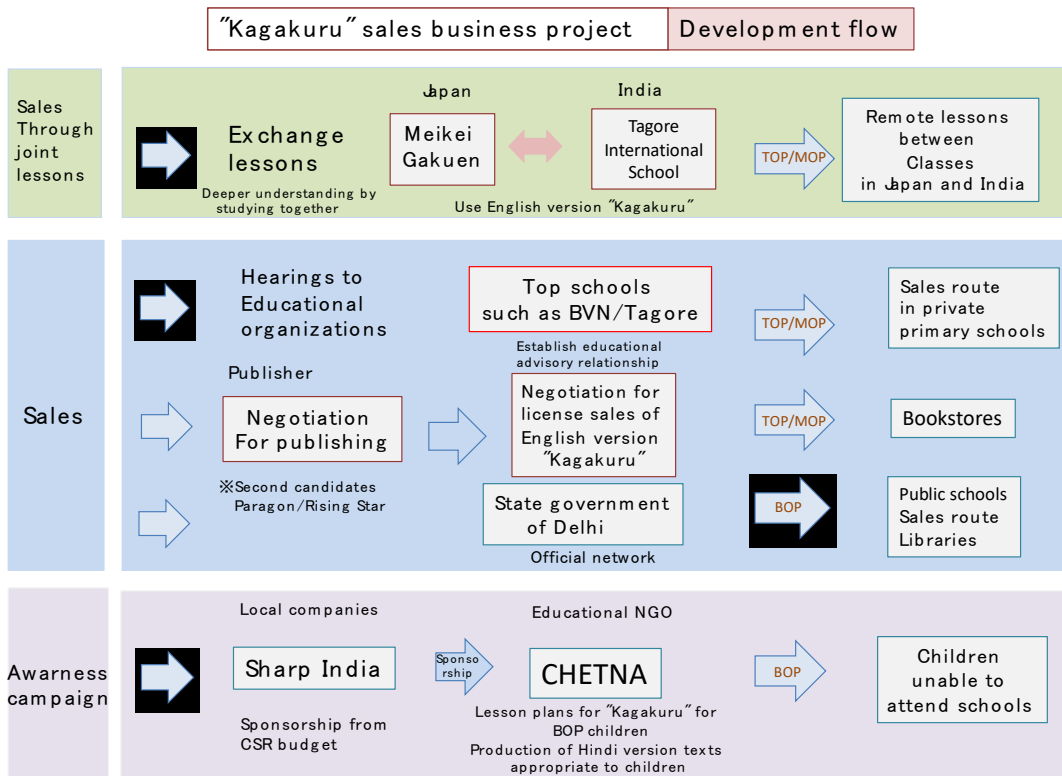 "Kagakuru" sales business project
Development flow
Sales
Through
joint
lessons
Exchange
lessons
Deeper understanding by
studying together
Japan
Meikei
Gakuen
India
Tagore
International
School
Use English version "Kagakuru"
TOP/MOP
Remote lessons
between
Classes
in Japan and India
Sales
Hearings to
Educational
organizations
Top schools
such as BVN/Tagore
Establish educational
advisory relationship
TOP/MOP
Sales route
in private
primary schools
Publisher
Negotiation
For publishing
※Second candidates
Paragon/Rising Star
Negotiation for
license sales of
English version
"Kagakuru"
TOP/MOP
Bookstores
State government
of Delhi
Official network
BOP
Public schools
Sales route
Libraries
Awarness
campaign
Local companies
Sharp India
Sponsorship from
CSR budget
Sponso
rship
Educational NGO
CHETNA
Lesson plans for "Kagakuru" for
BOP children
Production of Hindi version texts
appropriate to children
BOP
Children
unable to
attend schools